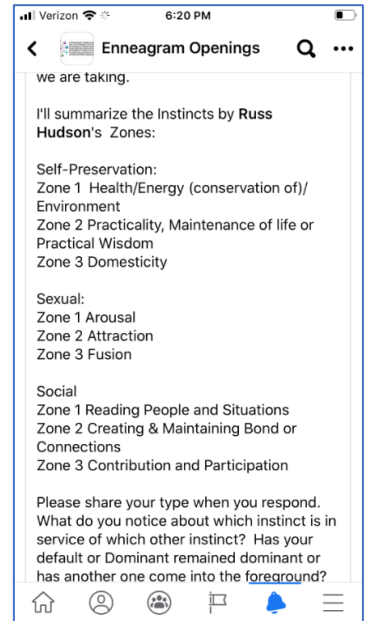 Verizon 6:20 PM
Enneagram Openings
we are taking.
I'll summarize the Instincts by Russ
Hudson's Zones:
Self-Preservation:
Zone 1 Health/Energy (conservation of)/
Environment
Zone 2 Practicality, Maintenance of life or
Practical Wisdom
Zone 3 Domesticity
Sexual:
Zone 1 Arousal
Zone 2 Attraction
Zone 3 Fusion
Social
Zone 1 Reading People and Situations
Zone 2 Creating & Maintaining Bond or
Connections
Zone 3 Contribution and Participation
Please share your type when you respond.
What do you notice about which instinct is in
service of which other instinct? Has your
default or Dominant remained dominant or
has another one come into the foreground?